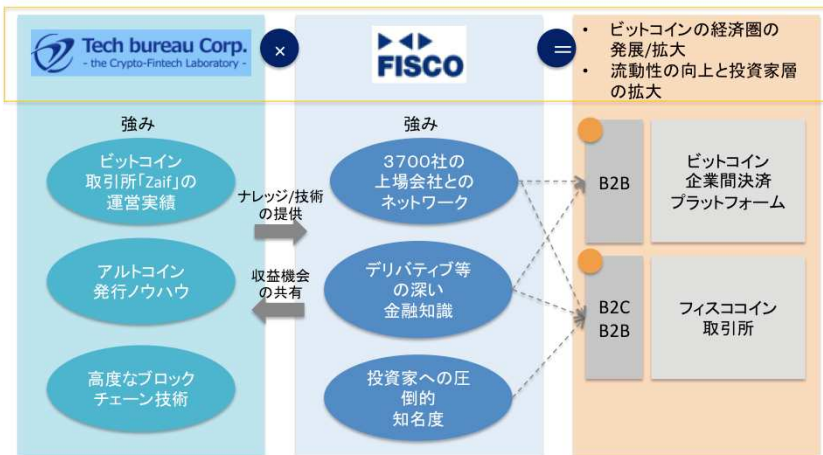 Tech bureau Corp.
- the Crypto-Fintech Laboratory -
×
FISCO
=
• ビットコインの経済圏の
発展/拡大
• 流動性の向上と投資家層
の拡大
強み
ビットコイン
取引所「Zaif」の
運営実績
アルトコイン
発行ノウハウ
高度なブロック
チェーン技術
ナレッジ/技術
の提供
収益機会
の共有
強み
3700社の
上場会社との
ネットワーク
デリバティブ等
の深い
金融知識
投資家への圧
倒的
知名度
B2B
ビットコイン
企業間決済
プラットフォーム
B2C
B2B
フィスココイン
取引所